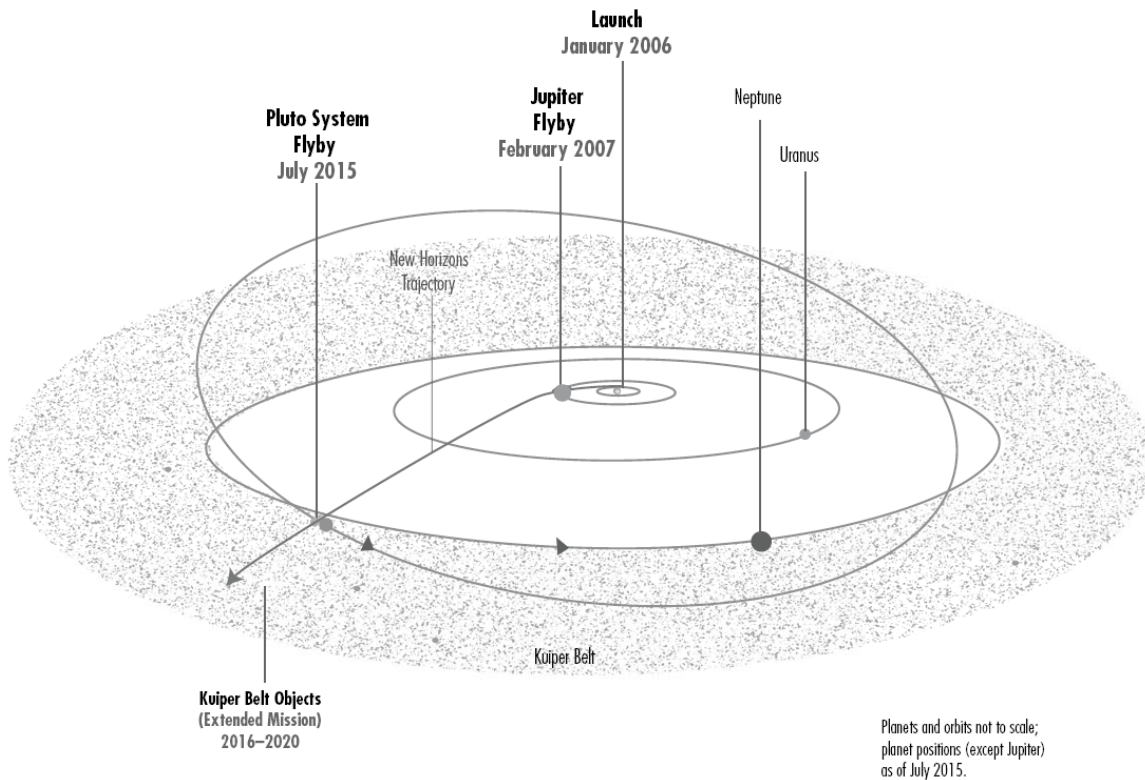 Launch
January 2006
Neptune
Jupiter
Flyby
February 2007
Pluto System
Flyby
July 2015
Uranus
New Horizons
Trajectory
Kuiper Belt
Kuiper Belt Objects
(Extended Mission)
2016–2020
Planets and orbits not to scale;
planet positions (except Jupiter)
as of July 2015.